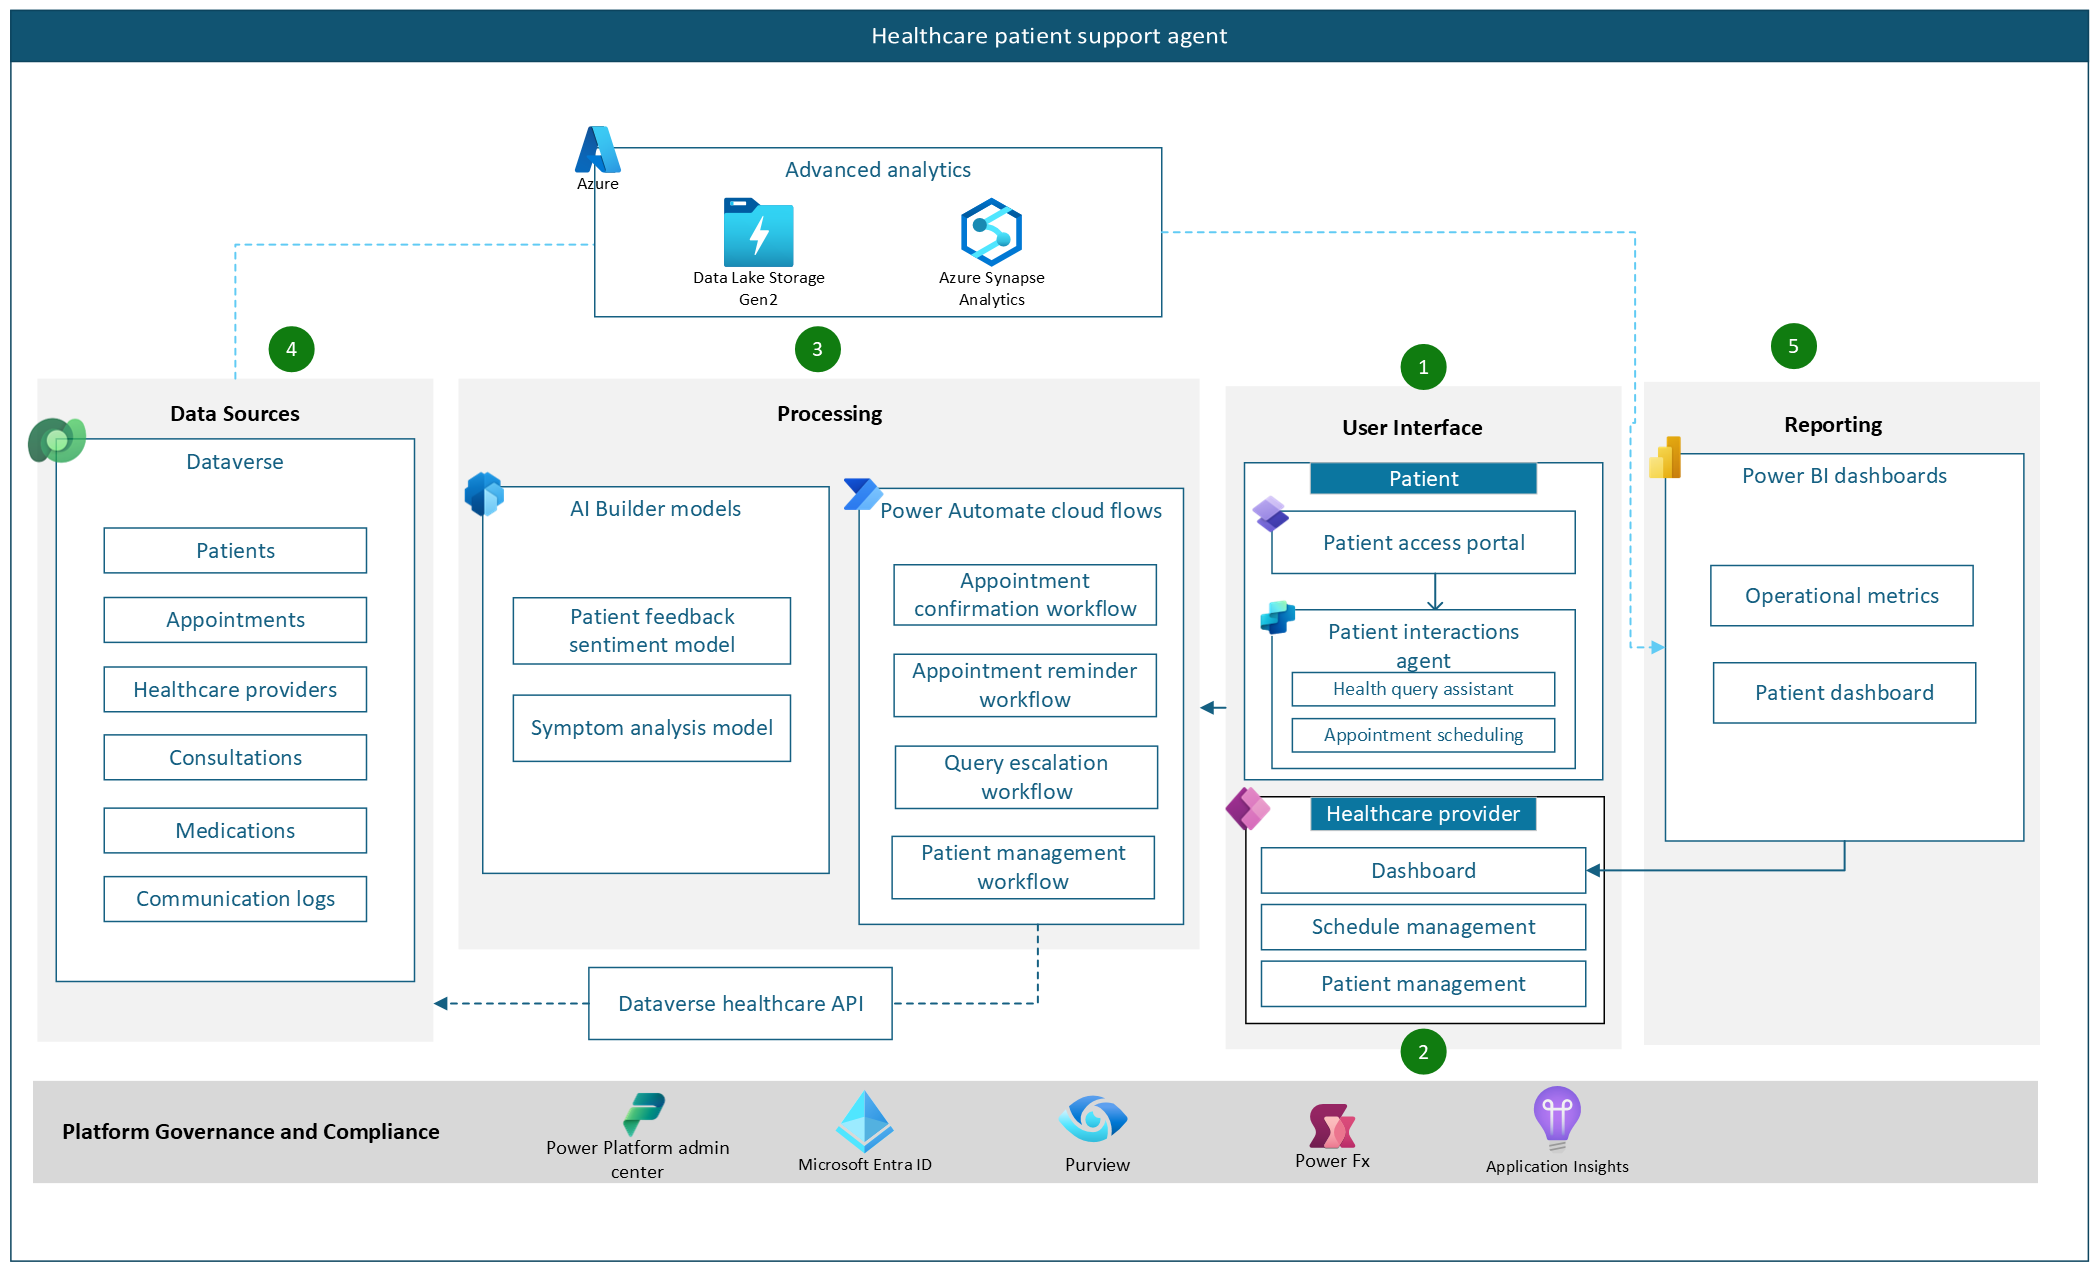 Healthcare patient support agent
Azure
Advanced analytics
Data Lake Storage
Gen2
Azure Synapse
Analytics
4
3
1
5
Data Sources
Dataverse
Patients
Appointments
Healthcare providers
Consultations
Medications
Communication logs
Processing
AI Builder models
Patient feedback
sentiment model
Symptom analysis model
Power Automate cloud flows
Appointment
confirmation workflow
Appointment reminder
workflow
Query escalation
workflow
Patient management
workflow
Dataverse healthcare API
User Interface
Patient
Patient access portal
Patient interactions
agent
Health query assistant
Appointment scheduling
Healthcare provider
Dashboard
Schedule management
Patient management
2
Reporting
Power BI dashboards
Operational metrics
Patient dashboard
Platform Governance and Compliance
Power Platform admin
center
Microsoft Entra ID
Purview
Power Fx
Application Insights